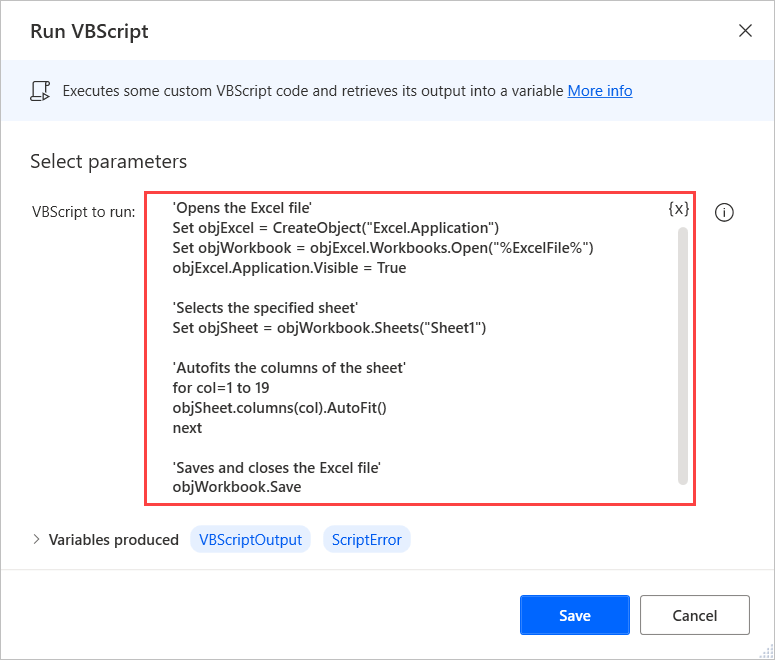 Run VBScript
Executes some custom VBScript code and retrieves its output into a variable More info
Select parameters
VBScript to run:
{x}
'Opens the Excel file'
Set objExcel = CreateObject("Excel.Application")
Set objWorkbook = objExcel.Workbooks.Open("%ExcelFile%")
objExcel.Application.Visible = True
'Selects the specified sheet'
Set objSheet = objWorkbook.Sheets("Sheet1")
'Autofits the columns of the sheet'
for col=1 to 19
objSheet.columns(col).AutoFit()
next
'Saves and closes the Excel file'
objWorkbook.Save
Variables produced VBScriptOutput ScriptError
Save Cancel